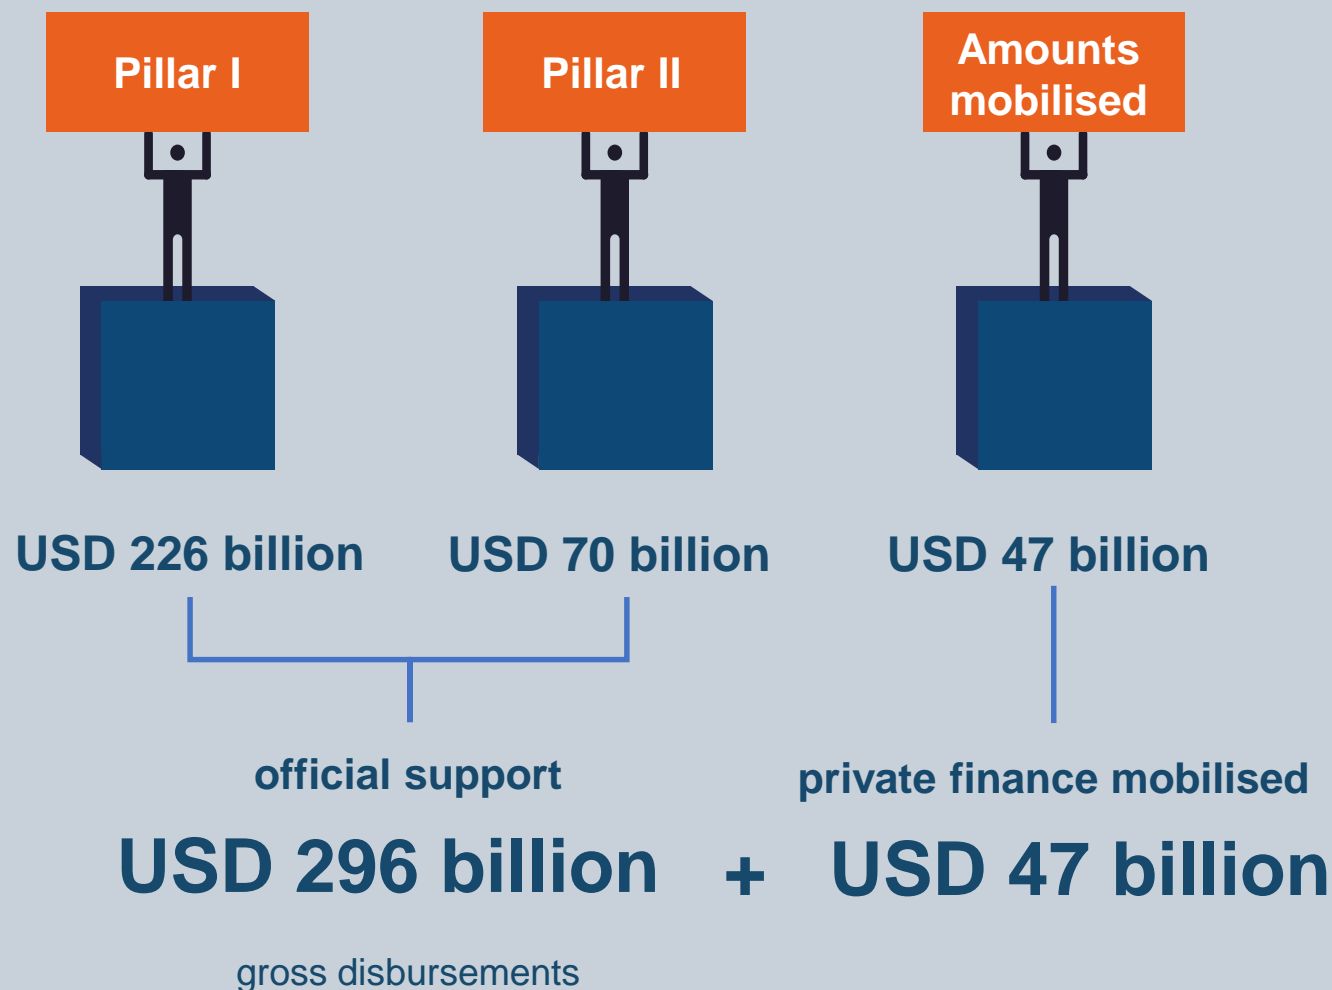 Pillar I
Pillar II
Amounts
mobilised
USD 226 billion
USD 70 billion
USD 47 billion
official support
private finance mobilised
USD 296 billion
+
USD 47 billion
gross disbursements